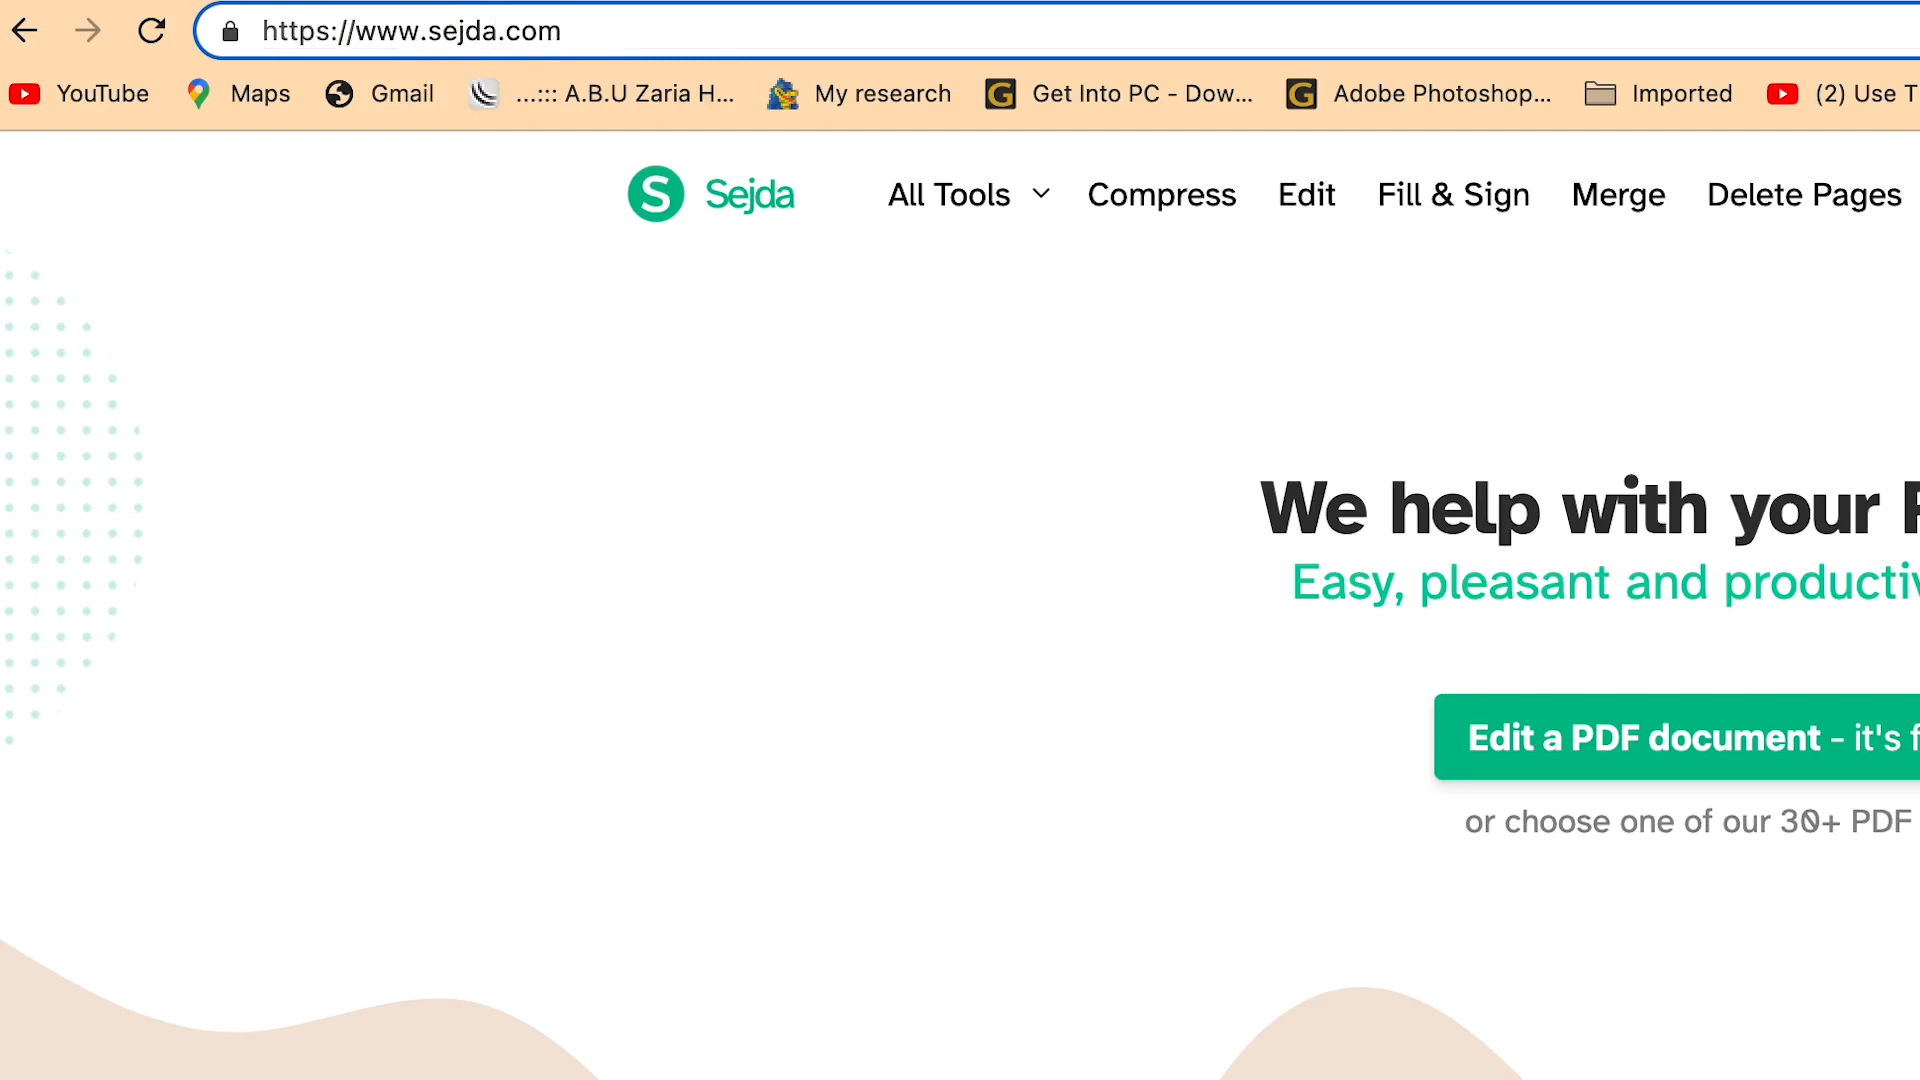 https://www.sejda.com
YouTube Maps Gmail ...::: A.B.U Zaria H... My research Get Into PC - Dow... Adobe Photoshop... Imported (2) Use T
S Sejda All Tools Compress Edit Fill & Sign Merge Delete Pages
We help with your
Easy, pleasant and productiv
Edit a PDF document - it's f
or choose one of our 30+ PDF